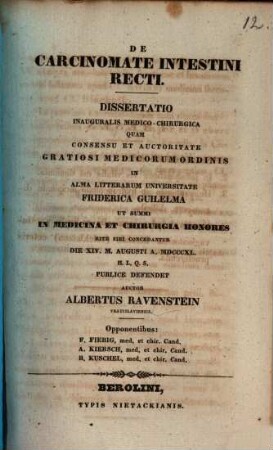 12.
DE
CARCINOMATE INTESTINI
RECTI.
DISSERTATIO
INAUGURALIS MEDICO-CHIRURGICA
QUAM
CONSENSU ET AUCTORITATE
GRATIOSI MEDICORUM ORDINIS
IN
ALMA LITTERARUM UNIVERSITATE
FRIDERICA GUILELMA
UT SUMMI
IN MEDICINA ET CHIRURGIA HONORES
RITE SIBI CONCEDANTUR
DIE XIV. M. AUGUSTI A. MDCCCXL.
H. L. Q. S.
PUBLICE DEFENDET
AUCTOR
ALBERTUS RAVENSTEIN
VRATISLAVIENSIS.
Opponentibus:
F. FIEBIG, med. et chir. Cand.
A. KIERSCH, med. et chir. Cand.
B. KUSCHEL, med. et chir. Cand.
BEROLINI,
TYPIS NIETACKIANIS.